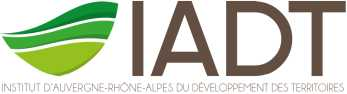 IADT
INSTITUT D'AUVERGNE-RHÔNE-ALPES DU DÉVELOPPEMENT DES TERRITOIRES